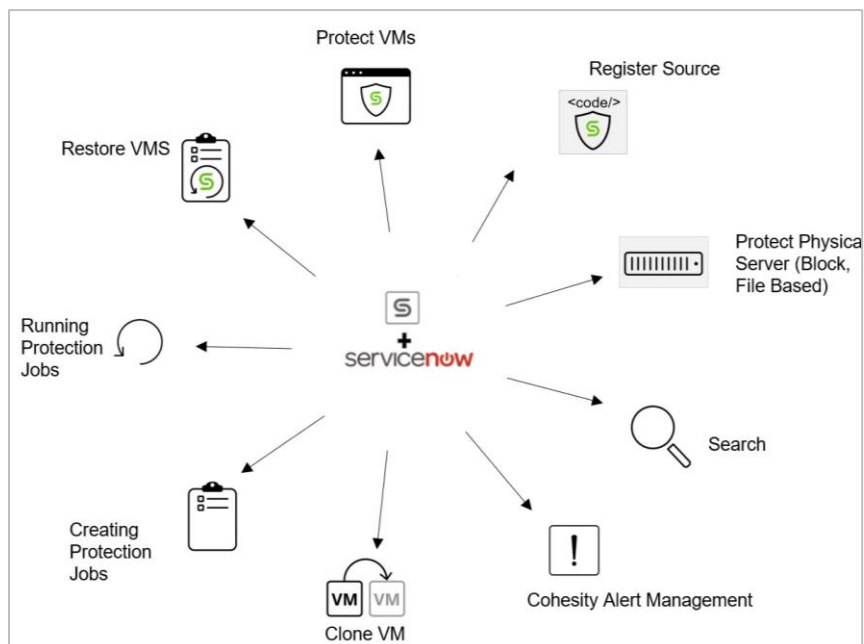 Protect VMs
Register Source
<code/>
Restore VMS
Protect Physica
Server (Block,
File Based)
+
servicenow
Running
Protection
Jobs
Search
Creating
Protection
Jobs
!
VM VM
Clone VM
Cohesity Alert Management